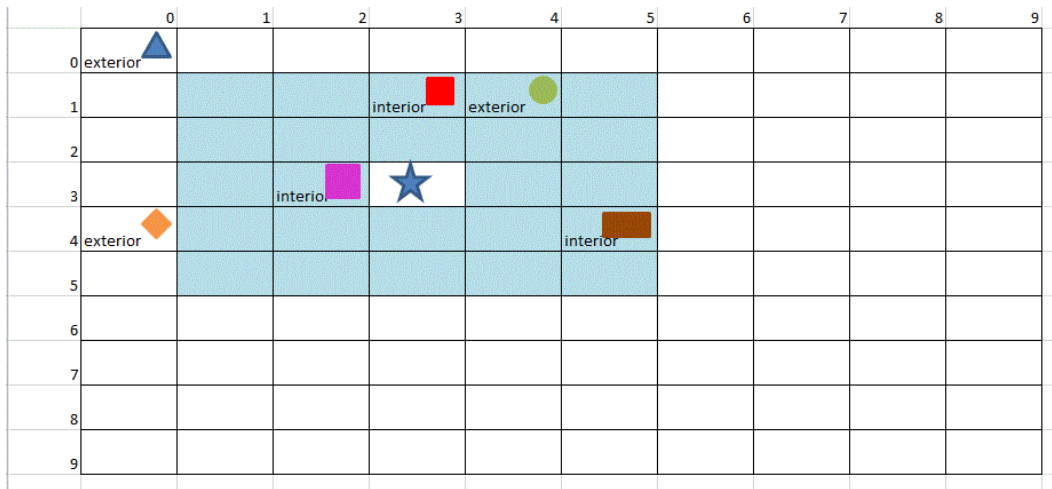 0 1 2 3 4 5 6 7 8 9
0 exterior
1 interior exterior
2
3 interior
4 exterior interior
5
6
7
8
9